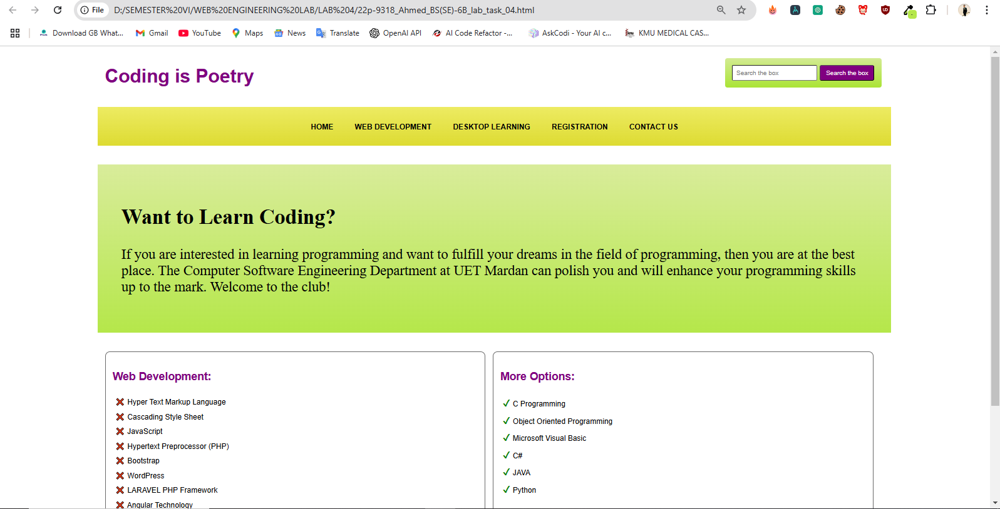 File D:/SEMESTER%20VI/WEB%20ENGINEERING%20LAB/LAB%204/22p-9318_Ahmed_BS(SE)-6B_lab_task_04.html
Download GB What... Gmail YouTube Maps News Translate OpenAI API AI Code Refactor -... AskCodi - Your AI c... KMU MEDICAL CAS...
Coding is Poetry
Search the box Search the box
HOME WEB DEVELOPMENT DESKTOP LEARNING REGISTRATION CONTACT US
Want to Learn Coding?
If you are interested in learning programming and want to fulfill your dreams in the field of programming, then you are at the best
place. The Computer Software Engineering Department at UET Mardan can polish you and will enhance your programming skills
up to the mark. Welcome to the club!
Web Development:
Hyper Text Markup Language
Cascading Style Sheet
JavaScript
Hypertext Preprocessor (PHP)
Bootstrap
WordPress
LARAVEL PHP Framework
Angular Technology
More Options:
C Programming
Object Oriented Programming
Microsoft Visual Basic
C#
JAVA
Python